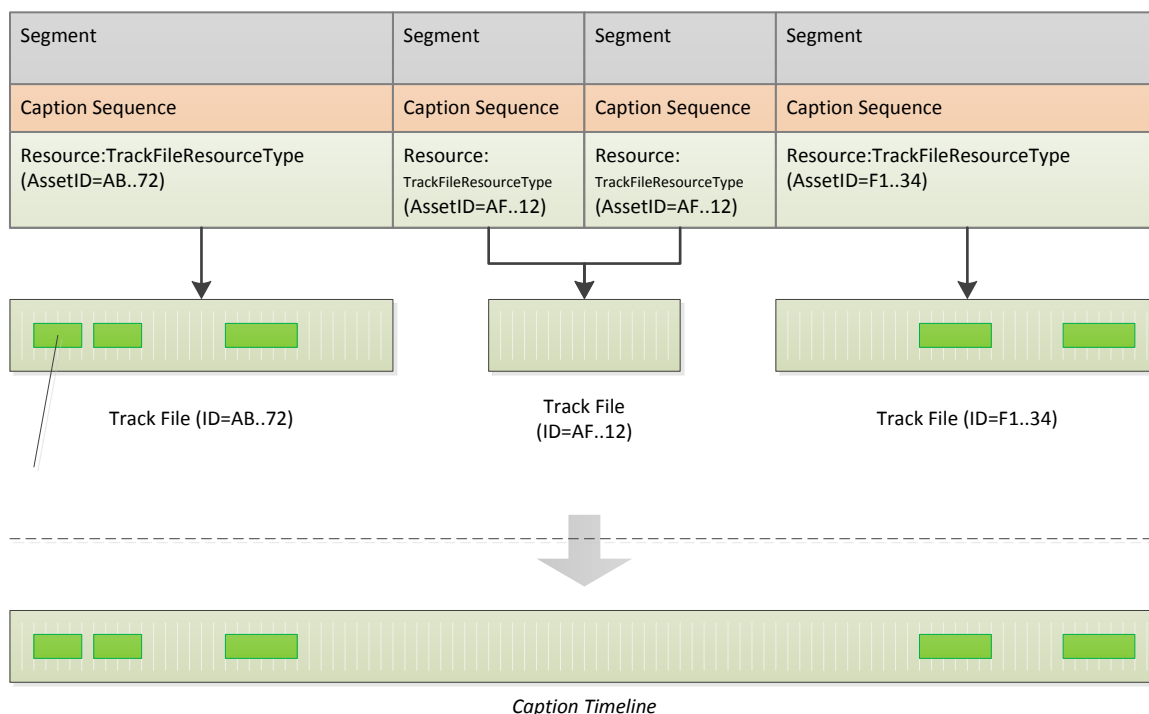 Segment
Segment
Segment
Segment
Caption Sequence
Caption Sequence
Caption Sequence
Caption Sequence
Resource:TrackFileResourceType
(AssetID=AB..72)
Resource:
TrackFileResourceType
(AssetID=AF..12)
Resource:
TrackFileResourceType
(AssetID=AF..12)
Resource:TrackFileResourceType
(AssetID=F1..34)
Track File (ID=AB..72)
Track File
(ID=AF..12)
Track File (ID=F1..34)
Caption Timeline